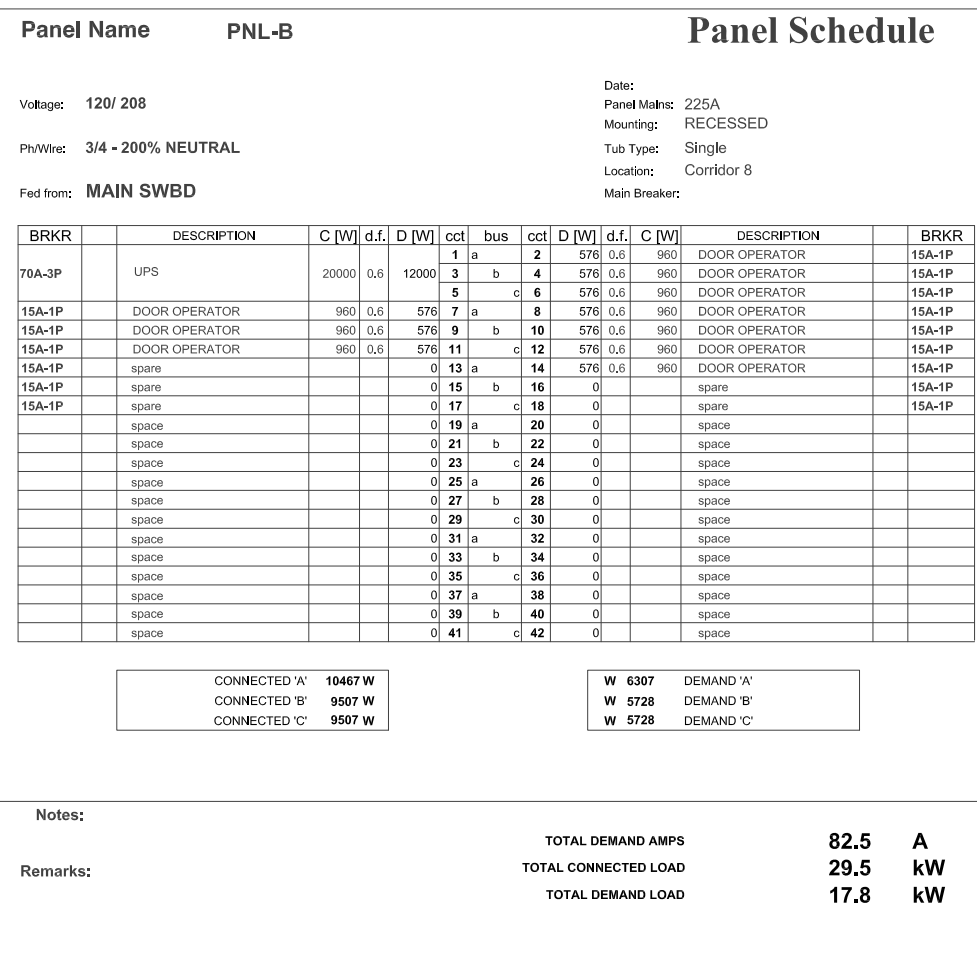 Panel Name PNL-B Panel Schedule
Date:
Voltage: 120/ 208 Panel Mains: 225A
Mounting: RECESSED
Ph/Wire: 3/4 - 200% NEUTRAL Tub Type: Single
Location: Corridor 8
Fed from: MAIN SWBD Main Breaker:
BRKR DESCRIPTION C [W] d.f. D [W] cct bus cct D [W] d.f. C [W] DESCRIPTION BRKR
1 a 2 576 0.6 960 DOOR OPERATOR 15A-1P
70A-3P UPS 20000 0.6 12000 3 b 4 576 0.6 960 DOOR OPERATOR 15A-1P
5 c 6 576 0.6 960 DOOR OPERATOR 15A-1P
15A-1P DOOR OPERATOR 960 0.6 576 7 a 8 576 0.6 960 DOOR OPERATOR 15A-1P
15A-1P DOOR OPERATOR 960 0.6 576 9 b 10 576 0.6 960 DOOR OPERATOR 15A-1P
15A-1P DOOR OPERATOR 960 0.6 576 11 c 12 576 0.6 960 DOOR OPERATOR 15A-1P
15A-1P spare 0 13 a 14 576 0.6 960 DOOR OPERATOR 15A-1P
15A-1P spare 0 15 b 16 0 spare 15A-1P
15A-1P spare 0 17 c 18 0 spare 15A-1P
space 0 19 a 20 0 space
space 0 21 b 22 0 space
space 0 23 c 24 0 space
space 0 25 a 26 0 space
space 0 27 b 28 0 space
space 0 29 c 30 0 space
space 0 31 a 32 0 space
space 0 33 b 34 0 space
space 0 35 c 36 0 space
space 0 37 a 38 0 space
space 0 39 b 40 0 space
space 0 41 c 42 0 space
CONNECTED 'A' 10467 W W 6307 DEMAND 'A'
CONNECTED 'B' 9507 W W 5728 DEMAND 'B'
CONNECTED 'C' 9507 W W 5728 DEMAND 'C'
Notes:
TOTAL DEMAND AMPS 82.5 A
Remarks: TOTAL CONNECTED LOAD 29.5 kW
TOTAL DEMAND LOAD 17.8 kW